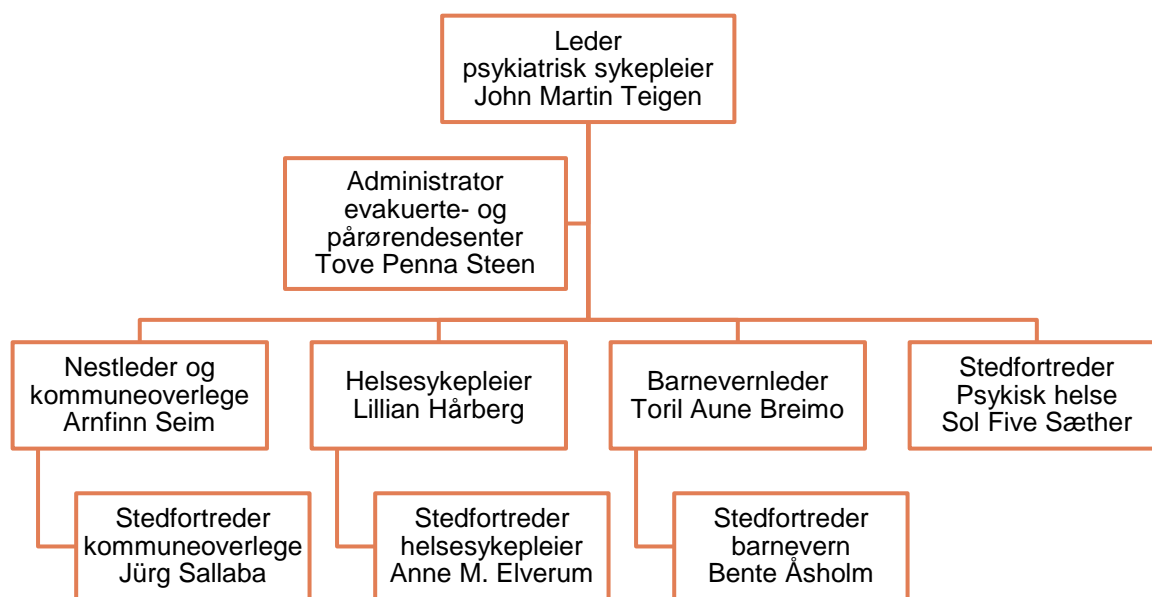 Leder
psykiatrisk sykepleier
John Martin Teigen
Administrator
evakuerte- og
pårørendesenter
Tove Penna Steen
Nestleder og
kommuneoverlege
Arnfinn Seim
Helsesykepleier
Lillian Hårberg
Barnevernleder
Toril Aune Breimo
Stedfortreder
Psykisk helse
Sol Five Sæther
Stedfortreder
kommuneoverlege
Jürg Sallaba
Stedfortreder
helsesykepleier
Anne M. Elverum
Stedfortreder
barnevern
Bente Åsholm